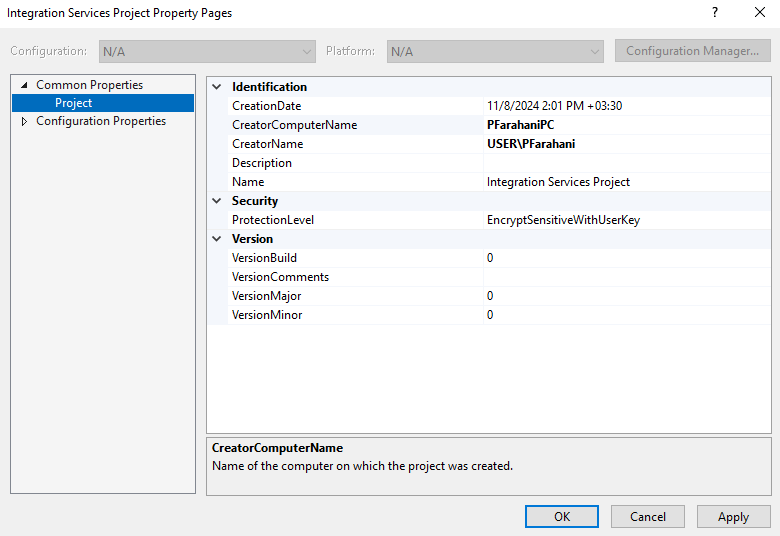 Integration Services Project Property Pages
?
Configuration: N/A Platform: N/A Configuration Manager...
Common Properties
Project
Configuration Properties
Identification
CreationDate 11/8/2024 2:01 PM +03:30
CreatorComputerName PFarahaniPC
CreatorName USER\PFarahani
Description
Name Integration Services Project
Security
ProtectionLevel EncryptSensitiveWithUserKey
Version
VersionBuild 0
VersionComments
VersionMajor 0
VersionMinor 0
CreatorComputerName
Name of the computer on which the project was created.
OK Cancel Apply